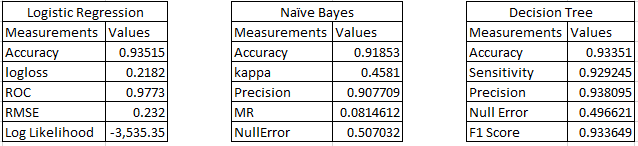 Logistic Regression
Measurements Values
Accuracy 0.93515
logloss 0.2182
ROC 0.9773
RMSE 0.232
Log Likelihood -3,535.35
Naïve Bayes
Measurements Values
Accuracy 0.91853
kappa 0.4581
Precision 0.907709
MR 0.0814612
NullError 0.507032
Decision Tree
Measurements Values
Accuracy 0.93351
Sensitivity 0.929245
Precision 0.938095
Null Error 0.496621
F1 Score 0.933649